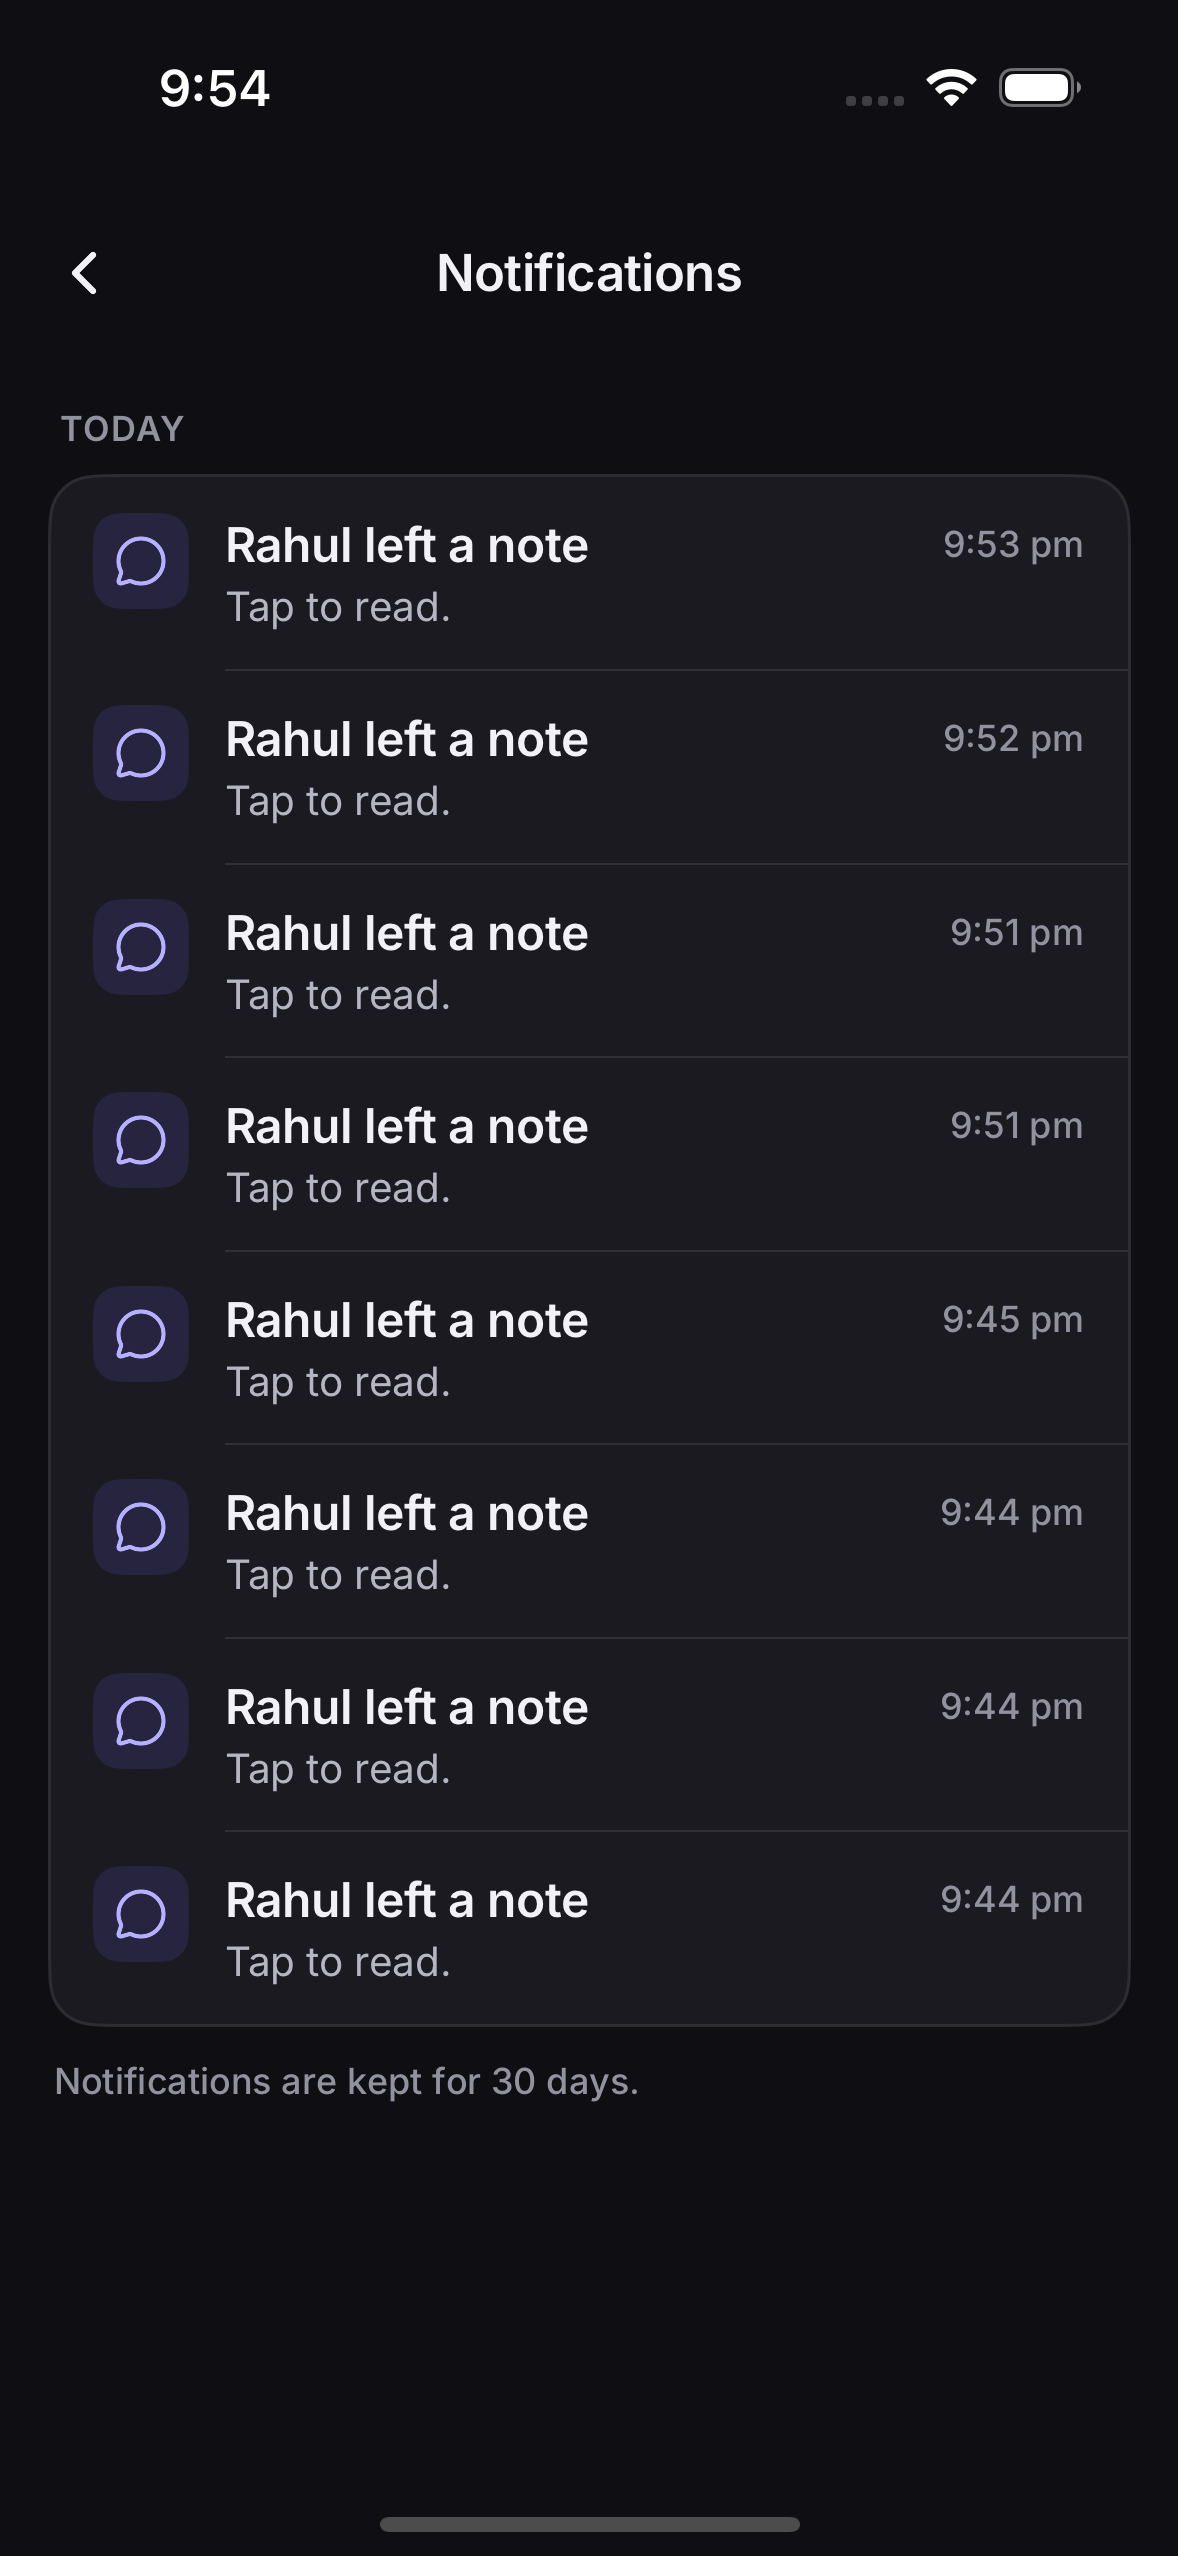 9:54
Notifications
TODAY
Rahul left a note 9:53 pm
Tap to read.
Rahul left a note 9:52 pm
Tap to read.
Rahul left a note 9:51 pm
Tap to read.
Rahul left a note 9:51 pm
Tap to read.
Rahul left a note 9:45 pm
Tap to read.
Rahul left a note 9:44 pm
Tap to read.
Rahul left a note 9:44 pm
Tap to read.
Rahul left a note 9:44 pm
Tap to read.
Notifications are kept for 30 days.